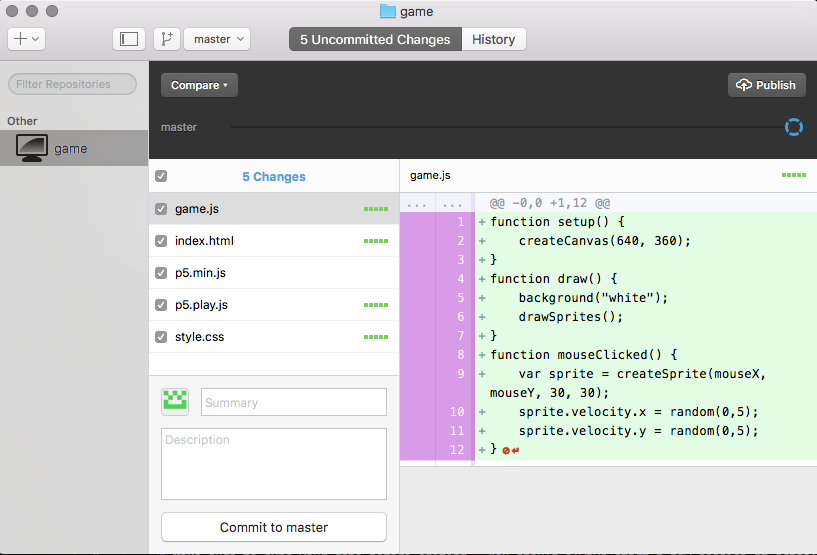 game
master
5 Uncommitted Changes
History
Filter Repositories
Compare
Publish
Other
master
game
5 Changes
game.js
game.js
index.html
p5.min.js
p5.play.js
style.css
... ... @@ -0,0 +1,12 @@
1 + function setup() {
2 + createCanvas(640, 360);
3 + }
4 + function draw() {
5 + background("white");
6 + drawSprites();
7 + }
8 + function mouseClicked() {
9 + var sprite = createSprite(mouseX,
mouseY, 30, 30);
10 + sprite.velocity.x = random(0,5);
11 + sprite.velocity.y = random(0,5);
12 + }
Summary
Description
Commit to master